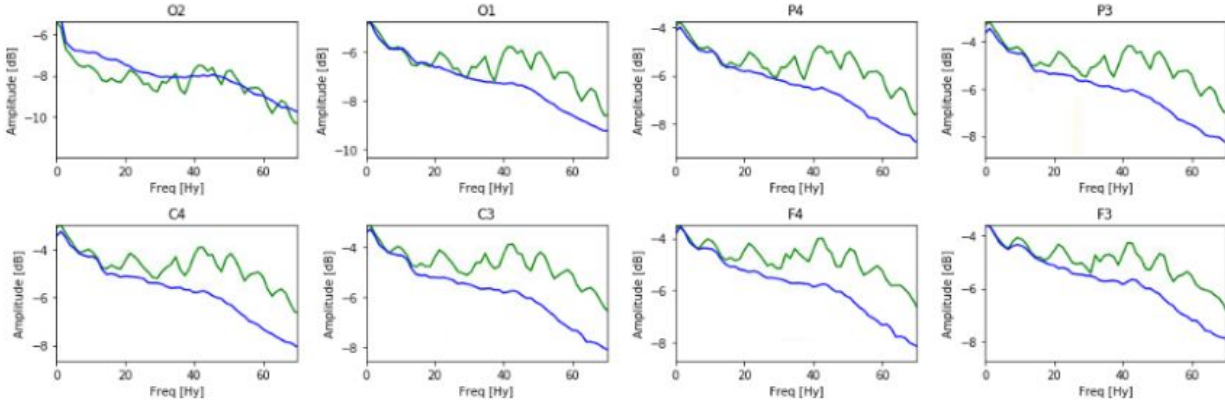 O2 O1 P4 P3
Amplitude [dB] -6 -8 -10 Amplitude [dB] -6 -8 -10 Amplitude [dB] -4 -6 -8 Amplitude [dB] -4 -6 -8
0 20 40 60 0 20 40 60 0 20 40 60 0 20 40 60
Freq [Hy] Freq [Hy] Freq [Hy] Freq [Hy]
C4 C3 F4 F3
Amplitude [dB] -4 -6 -8 Amplitude [dB] -4 -6 -8 Amplitude [dB] -4 -6 -8 Amplitude [dB] -4 -6 -8
0 20 40 60 0 20 40 60 0 20 40 60 0 20 40 60
Freq [Hy] Freq [Hy] Freq [Hy] Freq [Hy]